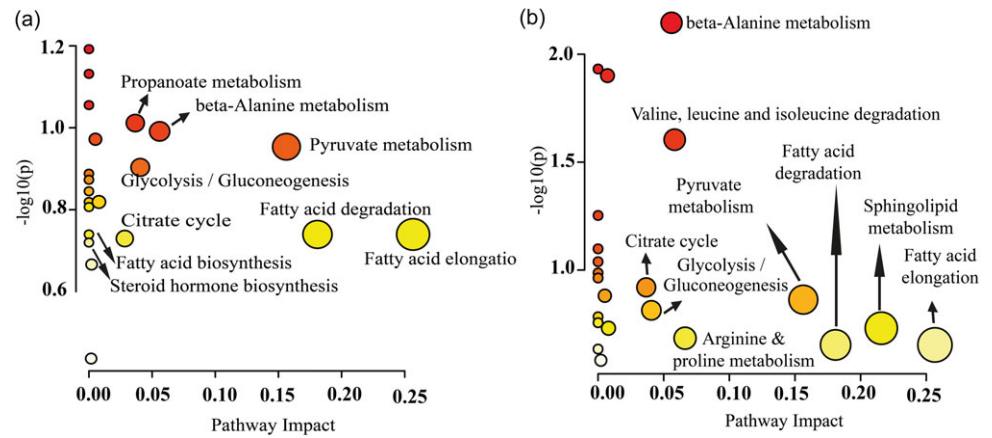 (a)
1.2
1.0
0.8
0.6
-log10(p)
Propanoate metabolism
beta-Alanine metabolism
Pyruvate metabolism
Glycolysis / Gluconeogenesis
Citrate cycle
Fatty acid degradation
Fatty acid elongatio
Fatty acid biosynthesis
Steroid hormone biosynthesis
0.00
0.05
0.10
0.15
0.20
0.25
Pathway Impact
(b)
2.0
1.5
1.0
-log10(p)
beta-Alanine metabolism
Valine, leucine and isoleucine degradation
Fatty acid
degradation
Pyruvate
metabolism
Sphingolipid
metabolism
Citrate cycle
Glycolysis /
Gluconeogenesis
Fatty acid
elongation
Arginine &
proline metabolism
0.00
0.05
0.10
0.15
0.20
0.25
Pathway Impact